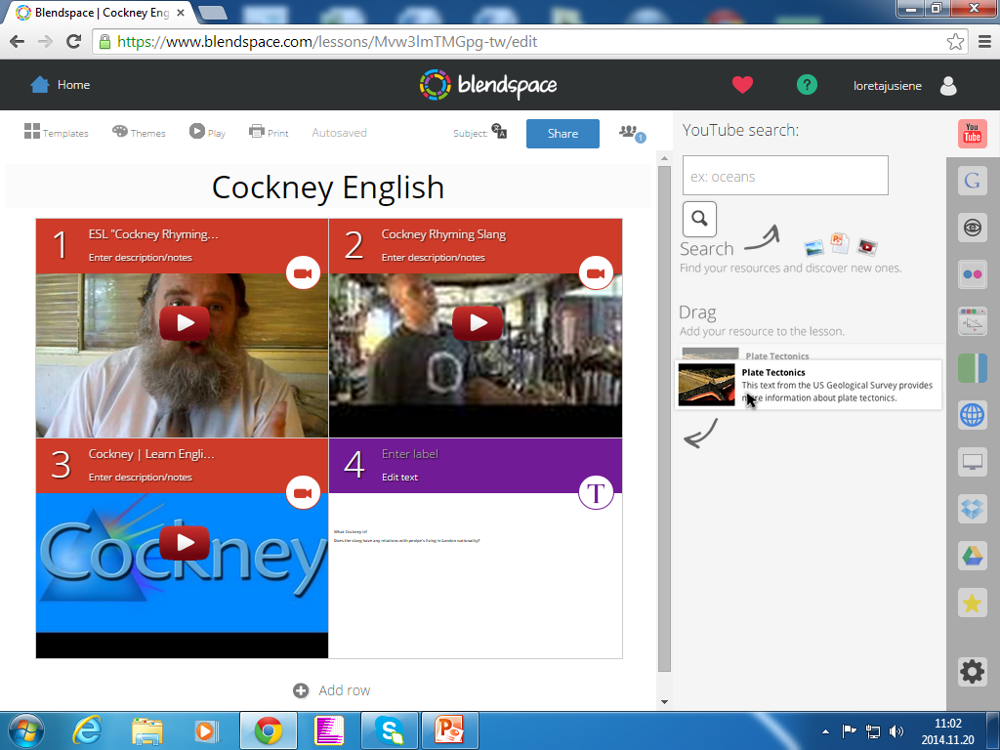 Blendspace | Cockney Eng
https://www.blendspace.com/lessons/Mvw3ImTMGpg-tw/edit
Home
blendspace
?
loretajusiene
Templates
Themes
Play
Print
Autosaved
Subject:
Share
1
YouTube search:
You Tube
ex: oceans
Search
Find your resources and discover new ones.
Drag
Add your resource to the lesson.
Plate Tectonics
Plate Tectonics
This text from the US Geological Survey provides
more information about plate tectonics.
Cockney English
1
ESL "Cockney Rhyming...
Enter description/notes
2
Cockney Rhyming Slang
Enter description/notes
3
Cockney | Learn Engli...
Enter description/notes
Cockney
4
Enter label
Edit text
T
What Cockney is?
Does the slang have any relations with peolpe's living in London nationality?
Add row
G
11:02
2014.11.20